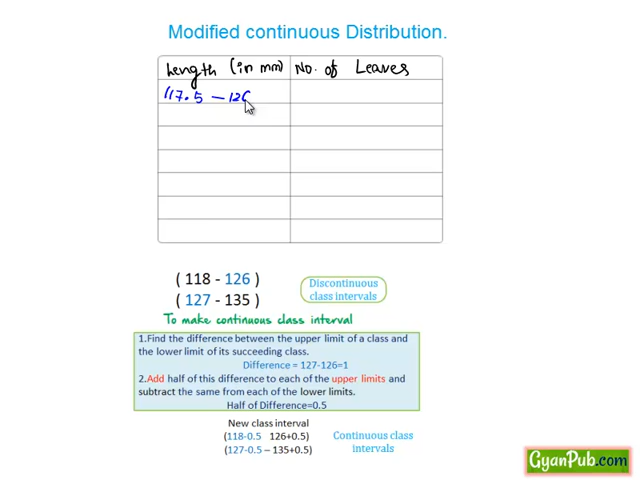 Modified continuous Distribution.
Length (in mm) No. of Leaves
117.5 – 126
( 118 - 126 )
( 127 - 135 )
Discontinuous
class intervals
To make continuous class interval
1.Find the difference between the upper limit of a class and
the lower limit of its succeeding class.
Difference = 127-126=1
2.Add half of this difference to each of the upper limits and
subtract the same from each of the lower limits.
Half of Difference=0.5
New class interval
(118-0.5 126+0.5)
(127-0.5 – 135+0.5)
Continuous class
intervals
GyanPub.com